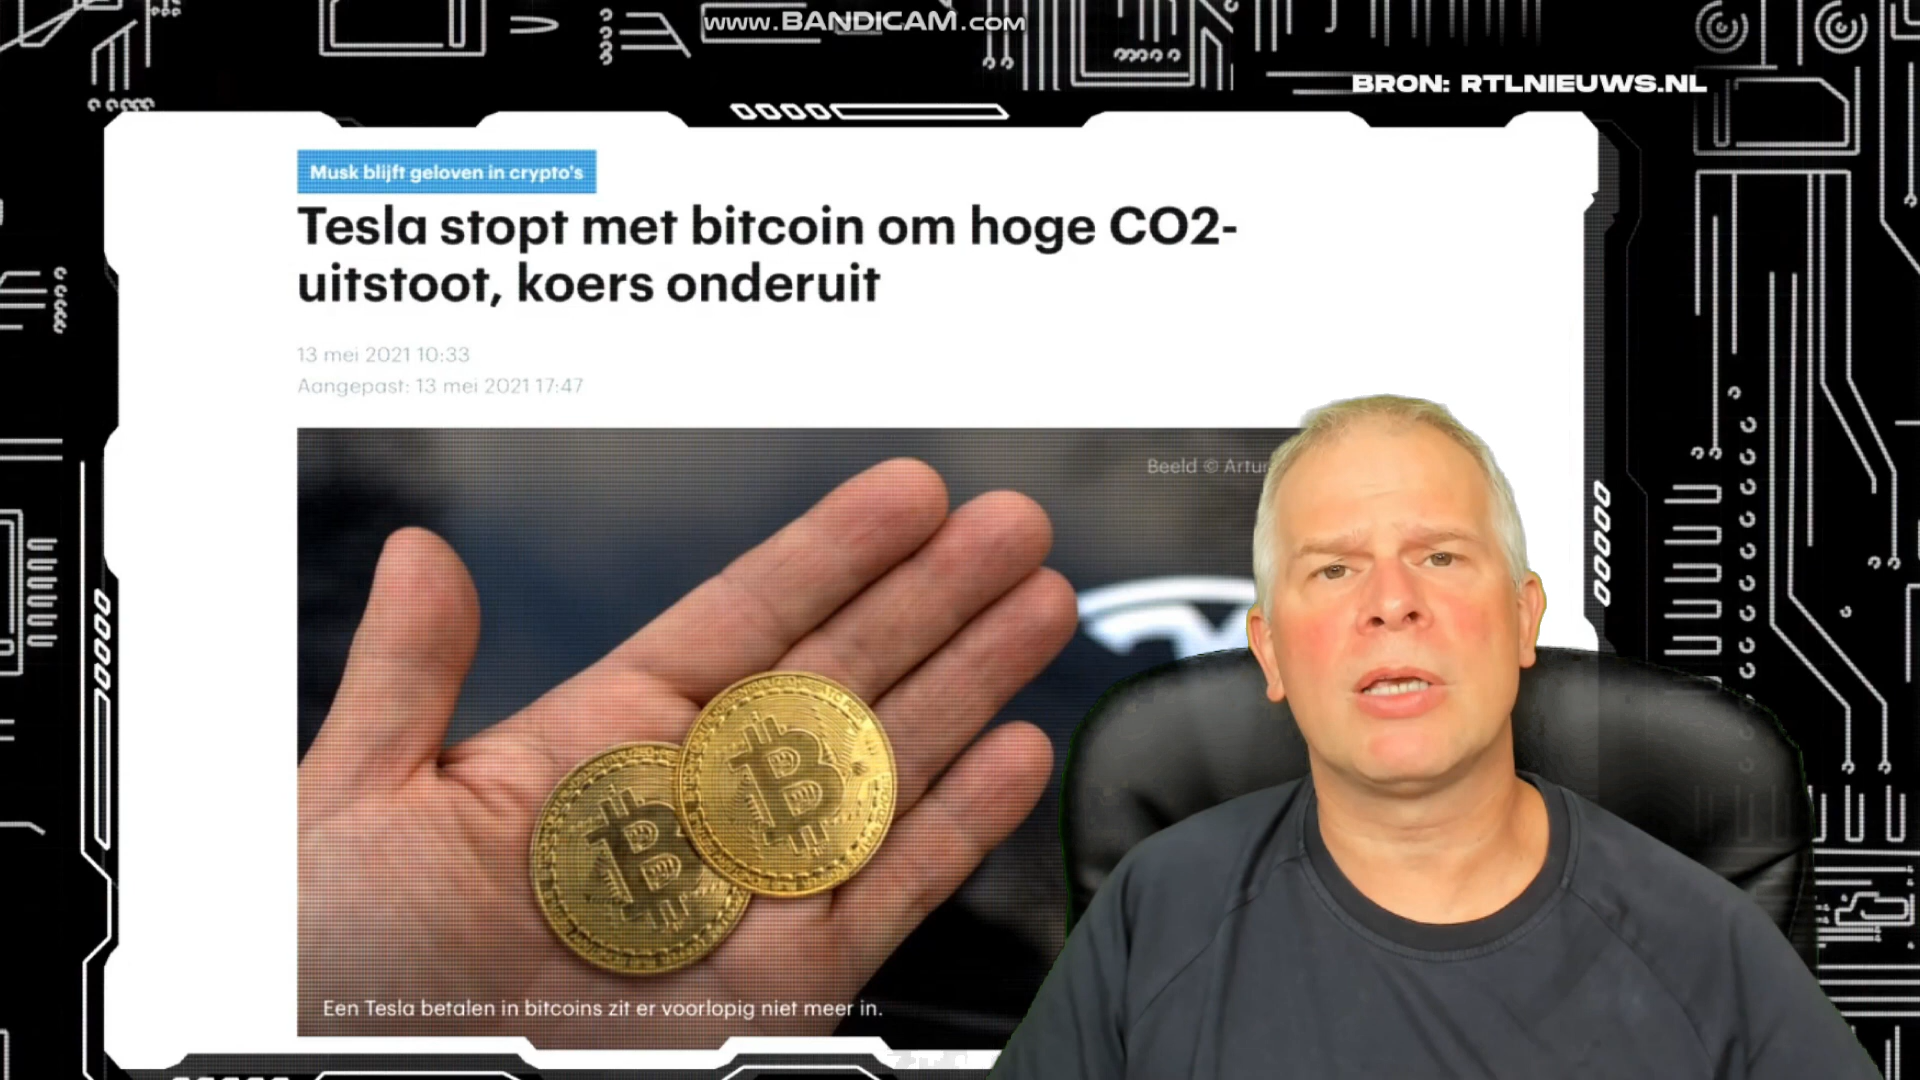 www.BANDICAM.com
BRON: RTLNIEUWS.NL
Musk blijft geloven in crypto's
Tesla stopt met bitcoin om hoge CO2-
uitstoot, koers onderuit
13 mei 2021 10:33
Aangepast: 13 mei 2021 17:47
Beeld ©
Een Tesla betalen in bitcoins zit er voorlopig niet meer in.